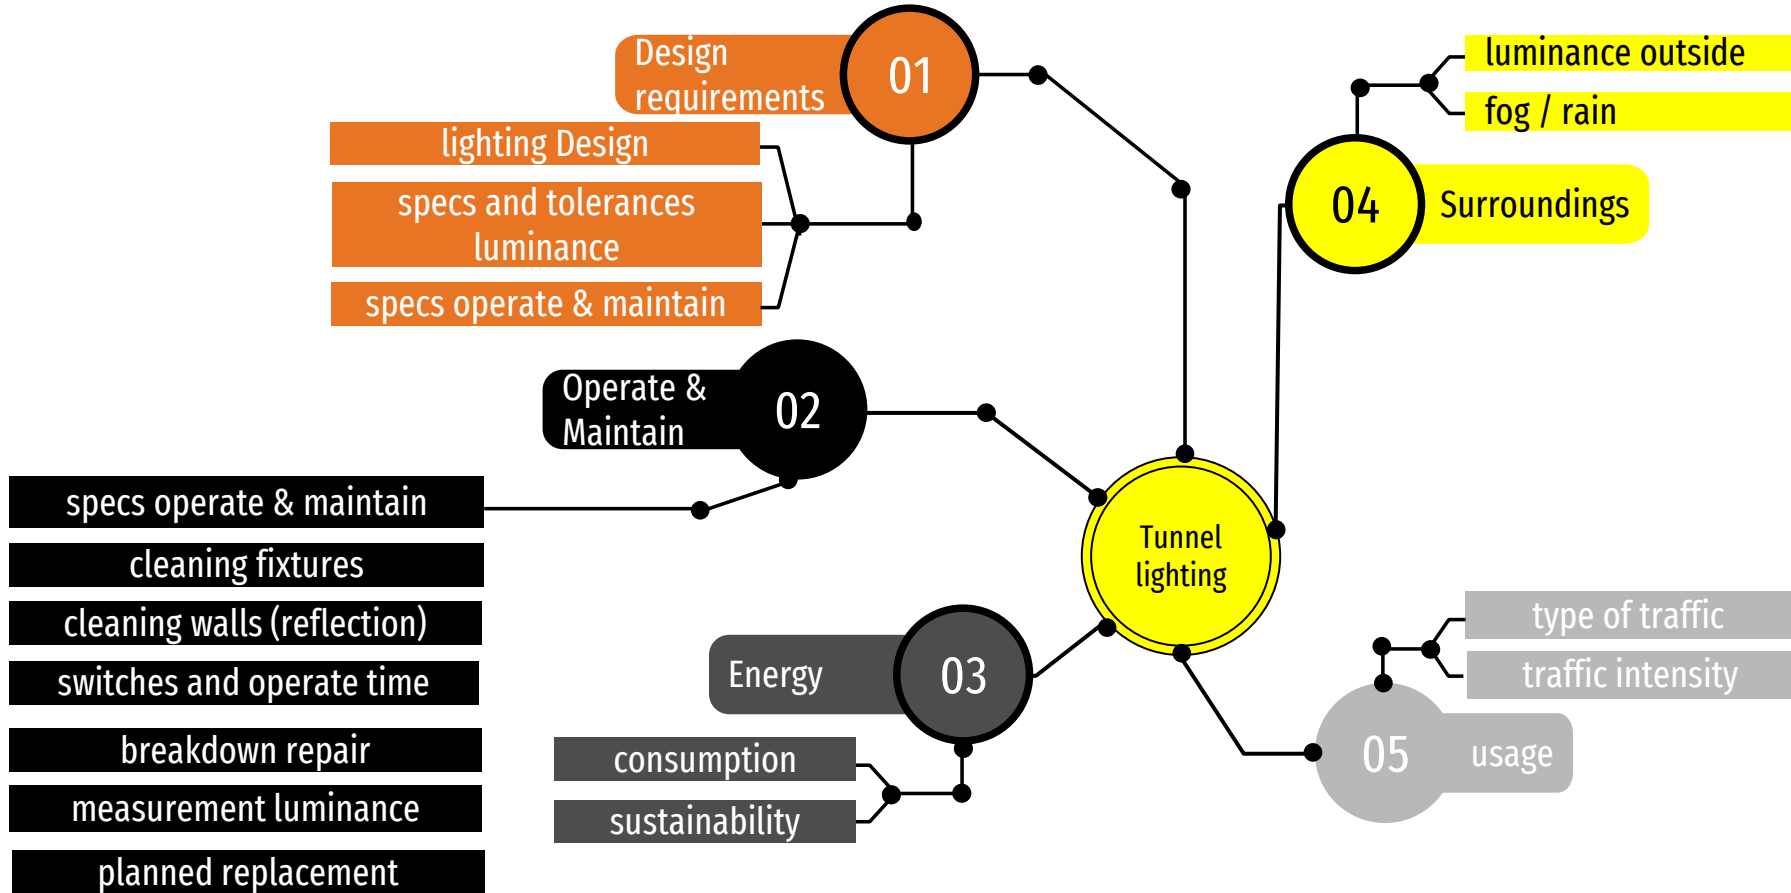 Design
requirements
01
lighting Design
specs and tolerances
luminance
specs operate & maintain
Operate &
Maintain
02
specs operate & maintain
cleaning fixtures
cleaning walls (reflection)
switches and operate time
breakdown repair
measurement luminance
planned replacement
Energy
03
consumption
sustainability
Tunnel
lighting
luminance outside
fog / rain
04
Surroundings
type of traffic
traffic intensity
05
usage